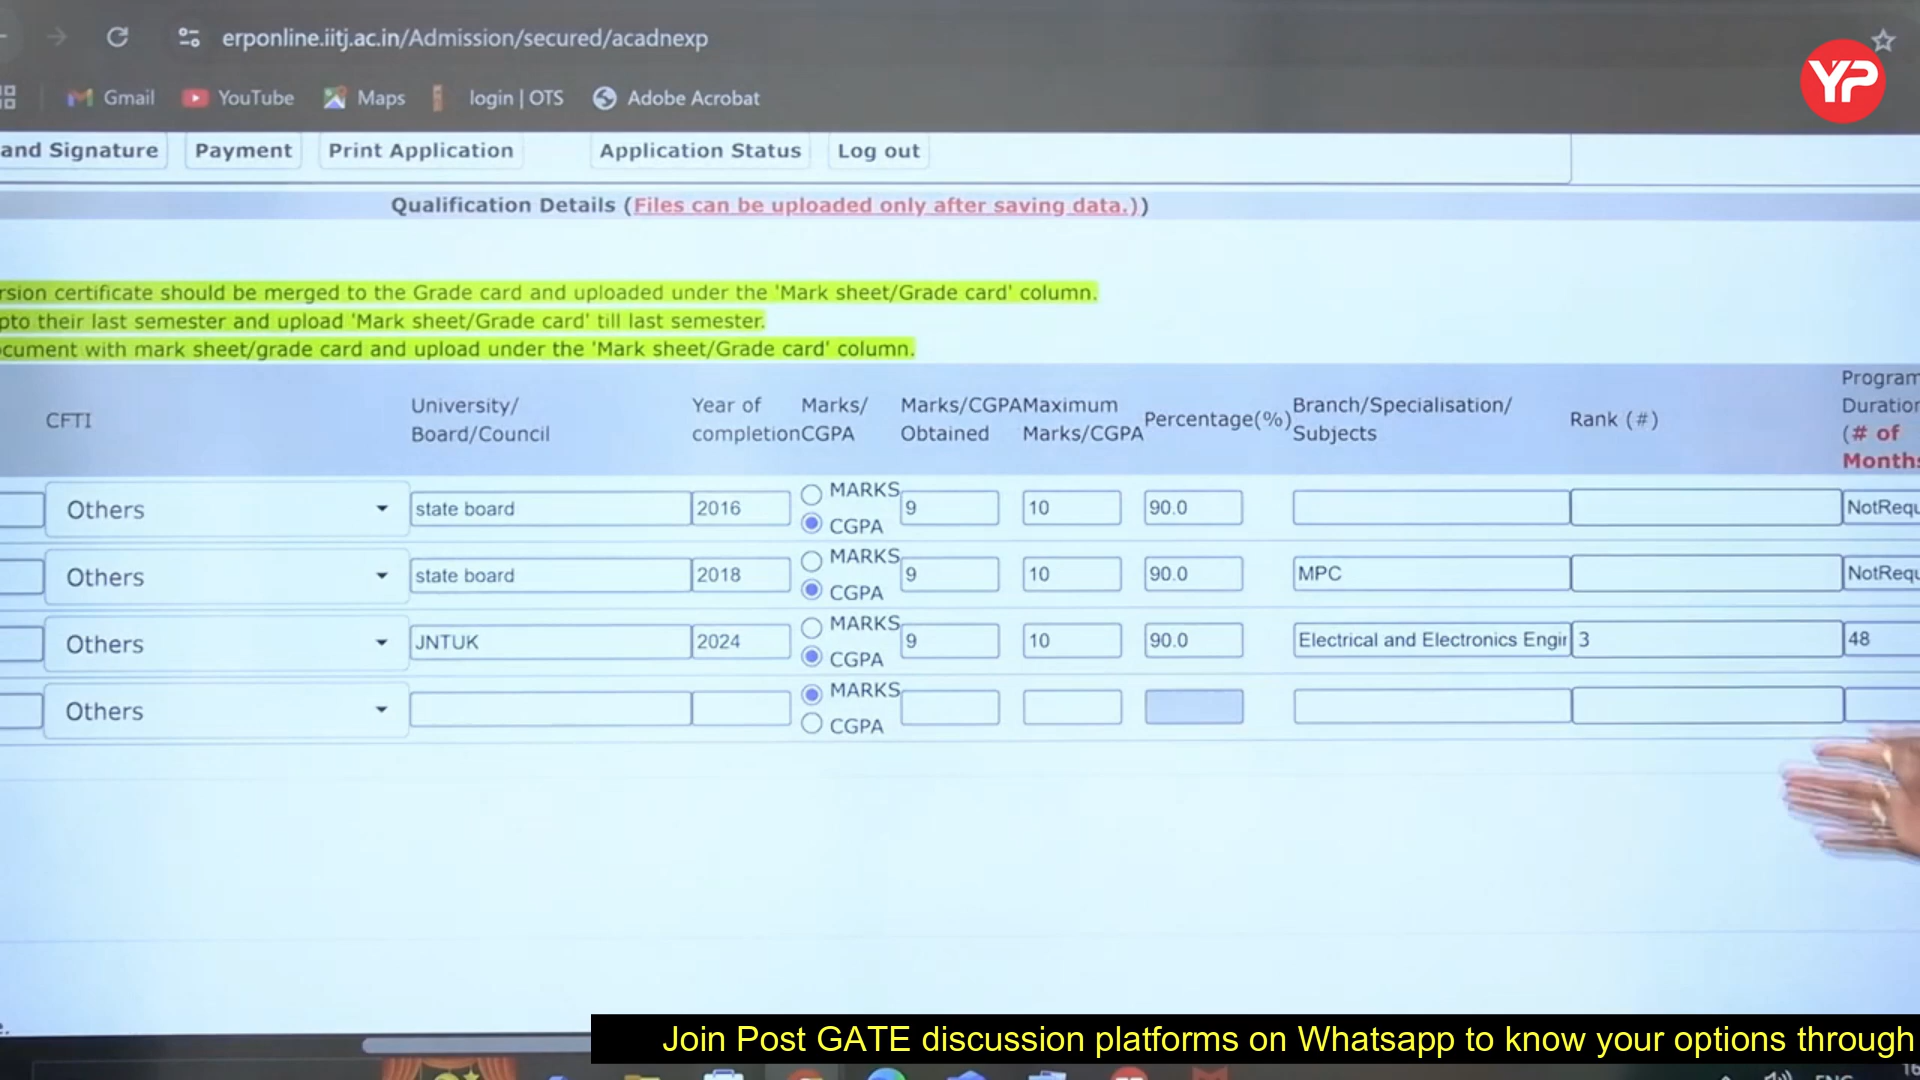 erponline.iitj.ac.in/Admission/secured/acadnexp
YP
Gmail YouTube Maps login | OTS Adobe Acrobat
and Signature Payment Print Application Application Status Log out
Qualification Details (Files can be uploaded only after saving data.))
certificate should be merged to the Grade card and uploaded under the 'Mark sheet/Grade card' column.
their last semester and upload 'Mark sheet/Grade card' till last semester.
with mark sheet/grade card and upload under the 'Mark sheet/Grade card' column.
CFTI University/ Board/Council Year of completion Marks/ CGPA Marks/CGPA Obtained Maximum Marks/CGPA Percentage(%) Branch/Specialisation/ Subjects Rank (#) Program Duration (# of Months
Others state board 2016 MARKS CGPA 9 10 90.0 NotRequ
Others state board 2018 MARKS CGPA 9 10 90.0 MPC NotRequ
Others JNTUK 2024 MARKS CGPA 9 10 90.0 Electrical and Electronics Engir 3 48
Others MARKS CGPA
Join Post GATE discussion platforms on Whatsapp to know your options through